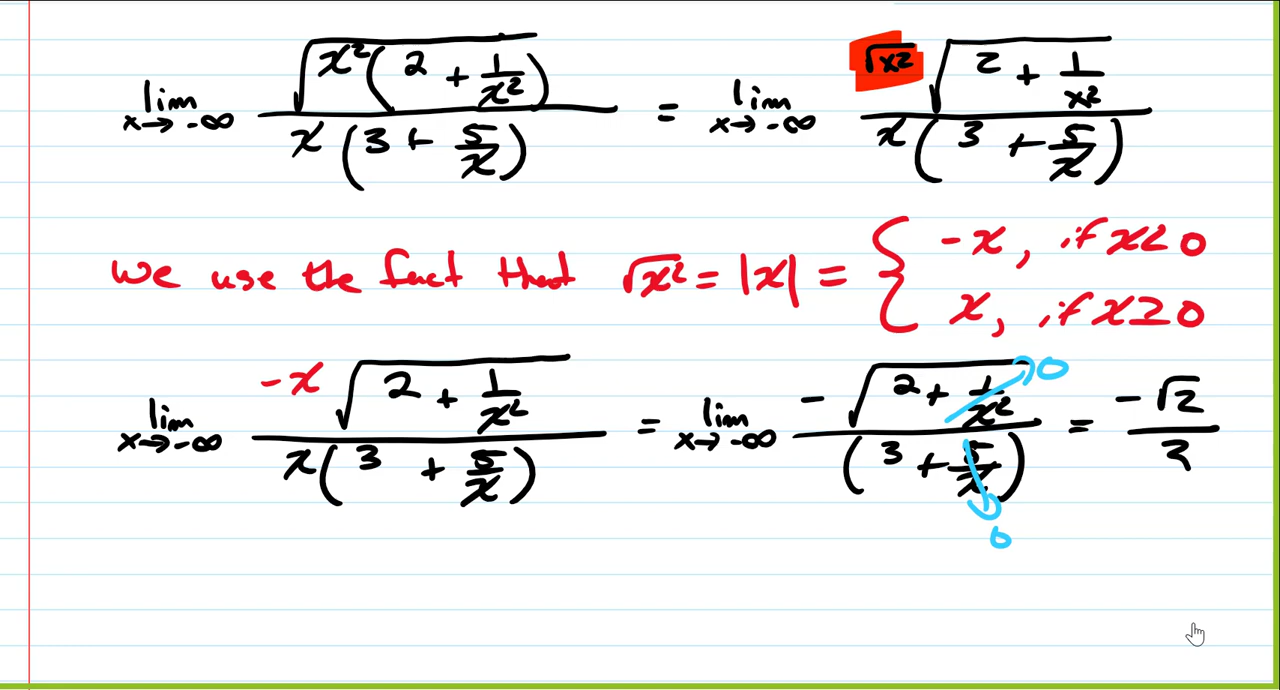 lim x→-∞ √(x²(2 + 1/x²)) / x(3 + 5/x) = lim x→-∞ √x² √(2 + 1/x²) / x(3 + 5/x)
we use the fact that √x² = |x| = { -x, if x<0
x, if x≥0
lim x→-∞ -x √(2 + 1/x²) / x(3 + 5/x) = lim x→-∞ -√(2 + 1/x²) / (3 + 5/x) = -√2 / 3
0
0